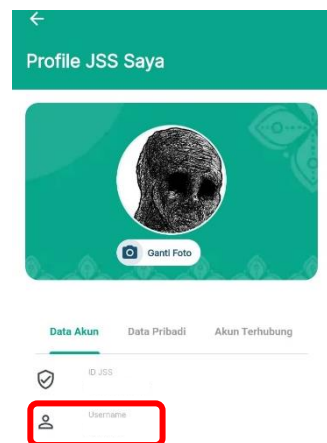 Profile JSS Saya
Ganti Foto
Data Akun Data Pribadi Akun Terhubung
ID JSS
Username